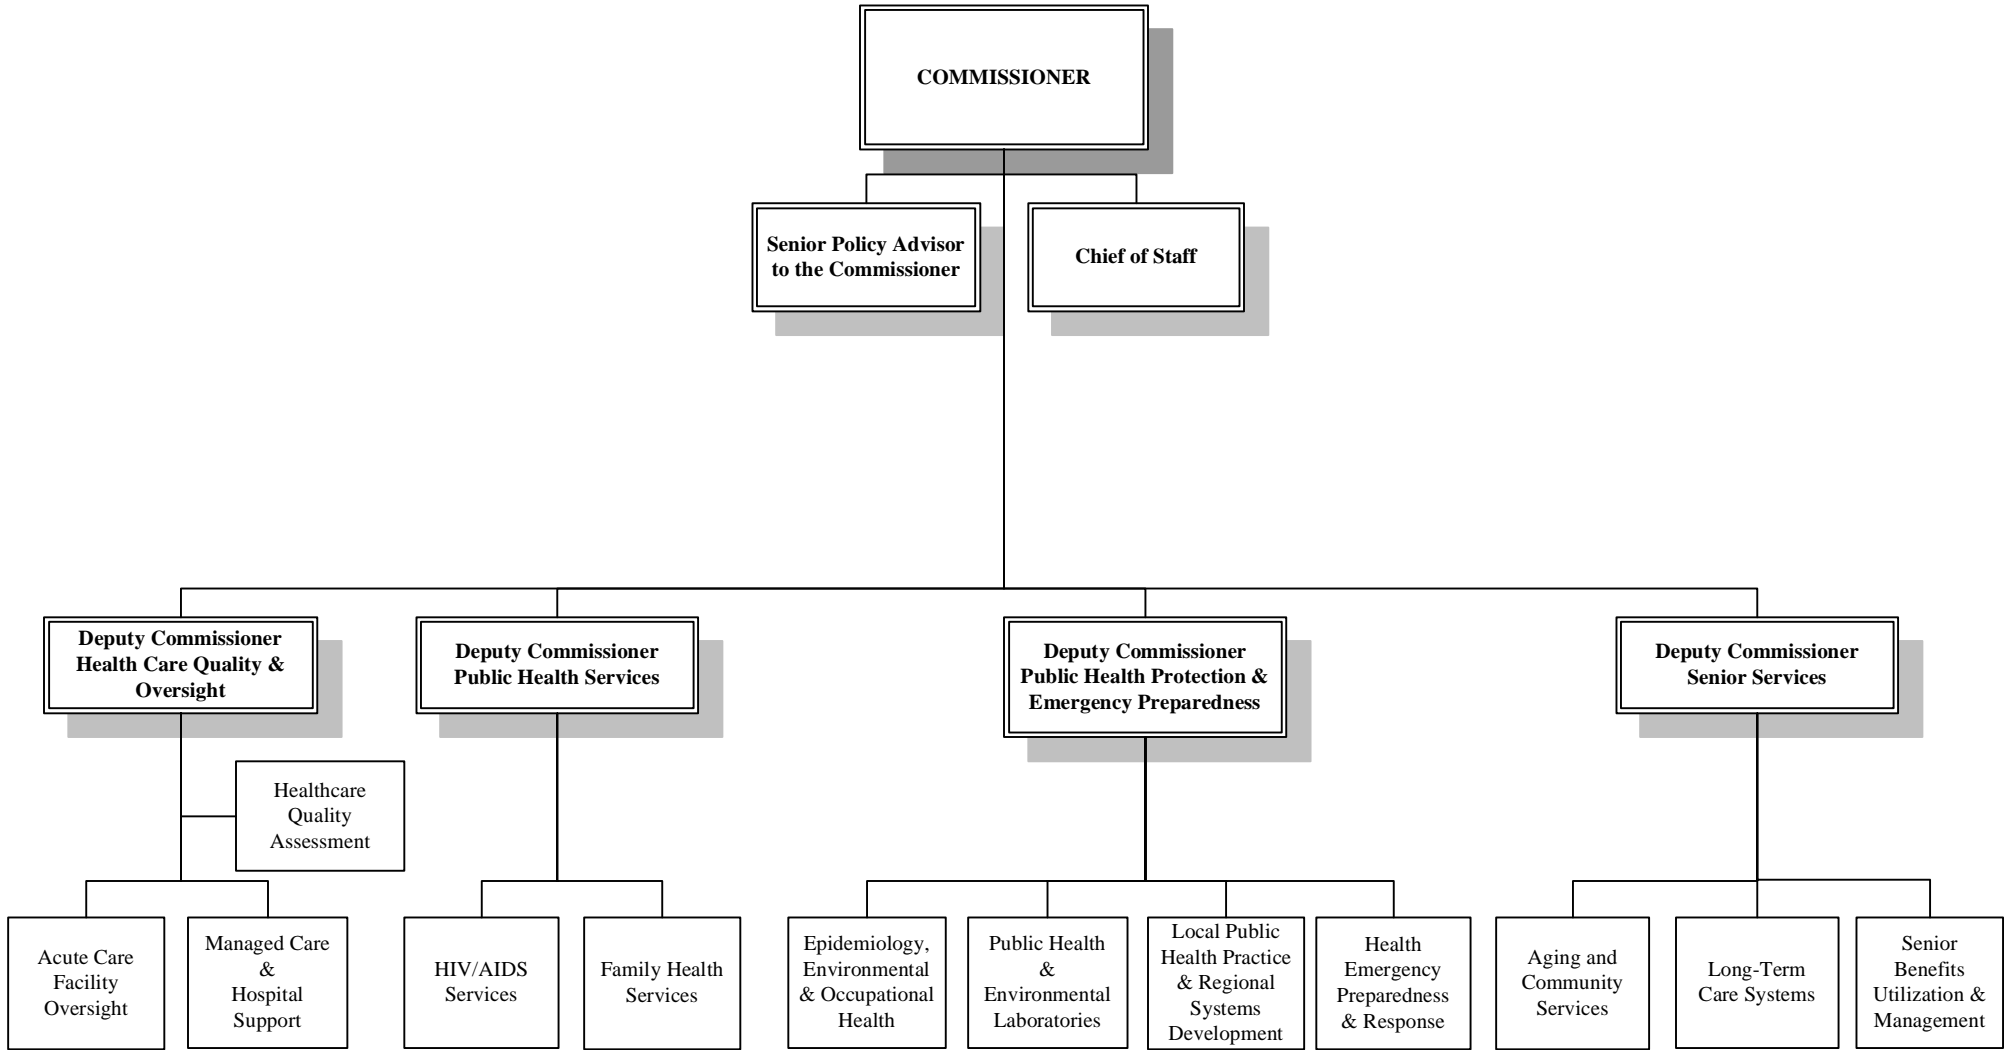 COMMISSIONER
Senior Policy Advisor
to the Commissioner
Chief of Staff
Deputy Commissioner
Health Care Quality &
Oversight
Deputy Commissioner
Public Health Services
Deputy Commissioner
Public Health Protection &
Emergency Preparedness
Deputy Commissioner
Senior Services
Healthcare
Quality
Assessment
Acute Care
Facility
Oversight
Managed Care
&
Hospital
Support
HIV/AIDS
Services
Family Health
Services
Epidemiology,
Environmental
& Occupational
Health
Public Health
&
Environmental
Laboratories
Local Public
Health Practice
& Regional
Systems
Development
Health
Emergency
Preparedness
& Response
Aging and
Community
Services
Long-Term
Care Systems
Senior
Benefits
Utilization &
Management